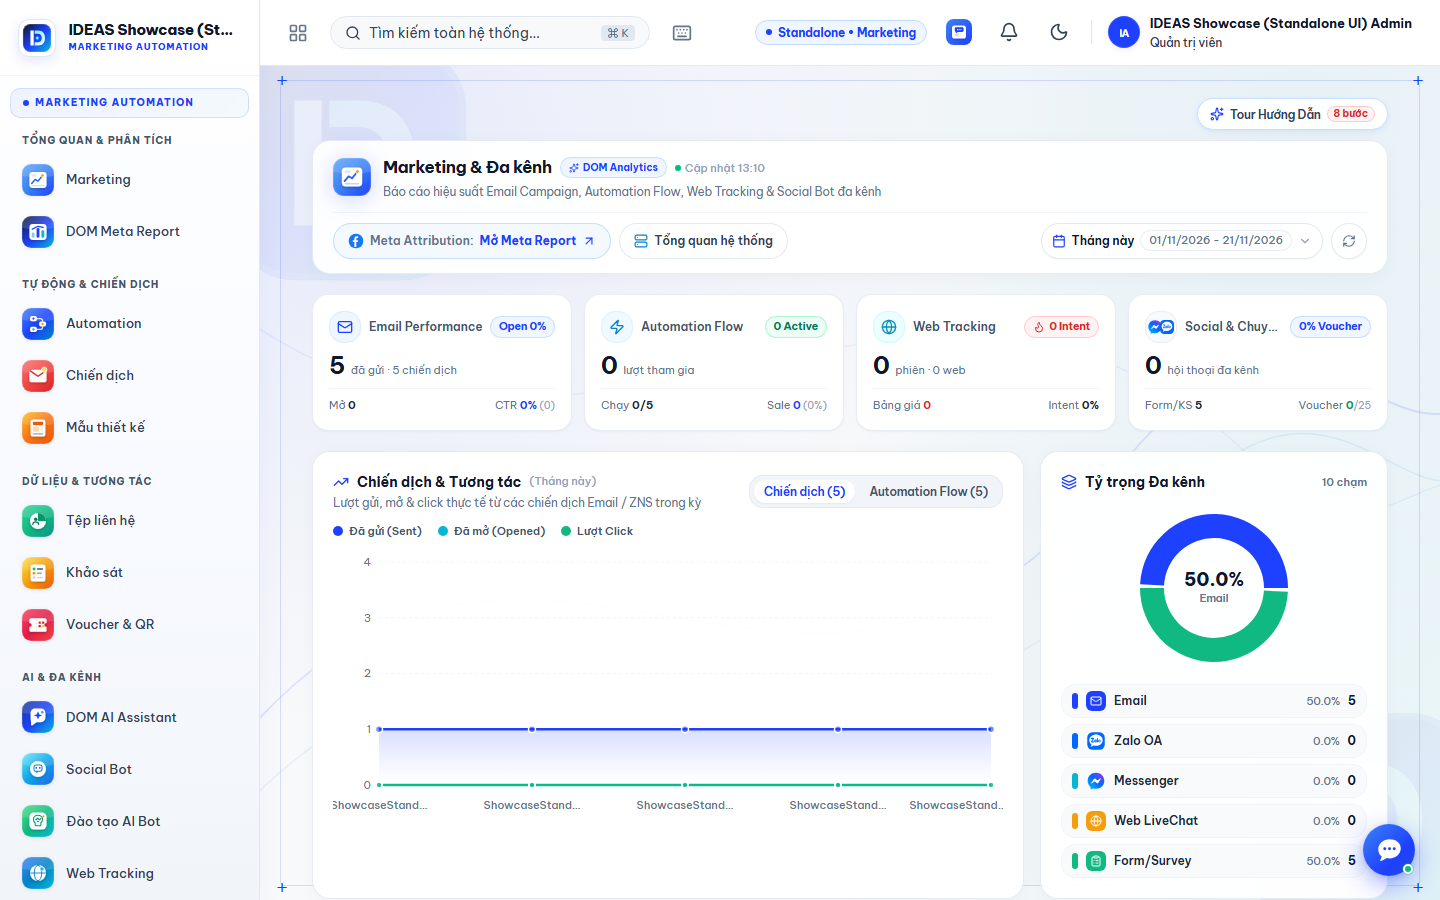 IDEAS Showcase (St...
MARKETING AUTOMATION
MARKETING AUTOMATION
TỔNG QUAN & PHÂN TÍCH
Marketing
DOM Meta Report
TỰ ĐỘNG & CHIẾN DỊCH
Automation
Chiến dịch
Mẫu thiết kế
DỮ LIỆU & TƯƠNG TÁC
Tệp liên hệ
Khảo sát
Voucher & QR
AI & ĐA KÊNH
DOM AI Assistant
Social Bot
Đào tạo AI Bot
Web Tracking
Tìm kiếm toàn hệ thống...
⌘ K
Standalone • Marketing
IA
IDEAS Showcase (Standalone UI) Admin
Quản trị viên
Tour Hướng Dẫn
8 bước
Marketing & Đa kênh
DOM Analytics
Cập nhật 13:10
Báo cáo hiệu suất Email Campaign, Automation Flow, Web Tracking & Social Bot đa kênh
Meta Attribution: Mở Meta Report
Tổng quan hệ thống
Tháng này
01/11/2026 - 21/11/2026
Email Performance
Open 0%
5 đã gửi · 5 chiến dịch
Mở 0
CTR 0% (0)
Automation Flow
0 Active
0 lượt tham gia
Chạy 0/5
Sale 0 (0%)
Web Tracking
0 Intent
0 phiên · 0 web
Bảng giá 0
Intent 0%
Social & Chuy...
0% Voucher
0 hội thoại đa kênh
Form/KS 5
Voucher 0/25
Chiến dịch & Tương tác (Tháng này)
Lượt gửi, mở & click thực tế từ các chiến dịch Email / ZNS trong kỳ
Chiến dịch (5)
Automation Flow (5)
Đã gửi (Sent)
Đã mở (Opened)
Lượt Click
4
3
2
1
0
ShowcaseStand...
ShowcaseStand...
ShowcaseStand...
ShowcaseStand...
ShowcaseStand..
Tỷ trọng Đa kênh
10 chạm
50.0%
Email
Email 50.0% 5
Zalo OA 0.0% 0
Messenger 0.0% 0
Web LiveChat 0.0% 0
Form/Survey 50.0% 5